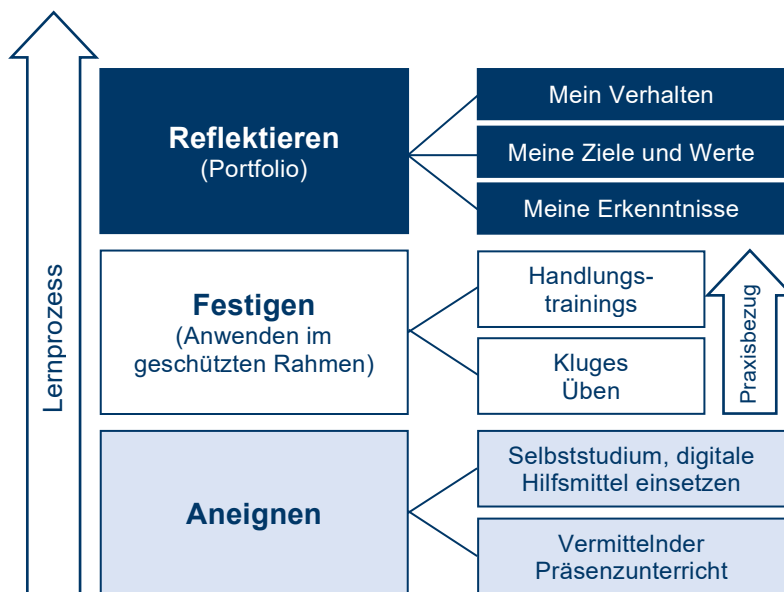 Lernprozess
Reflektieren
(Portfolio)
Mein Verhalten
Meine Ziele und Werte
Meine Erkenntnisse
Festigen
(Anwenden im
geschützten Rahmen)
Handlungs-
trainings
Kluges
Üben
Praxisbezug
Aneignen
Selbststudium, digitale
Hilfsmittel einsetzen
Vermittelnder
Präsenzunterricht